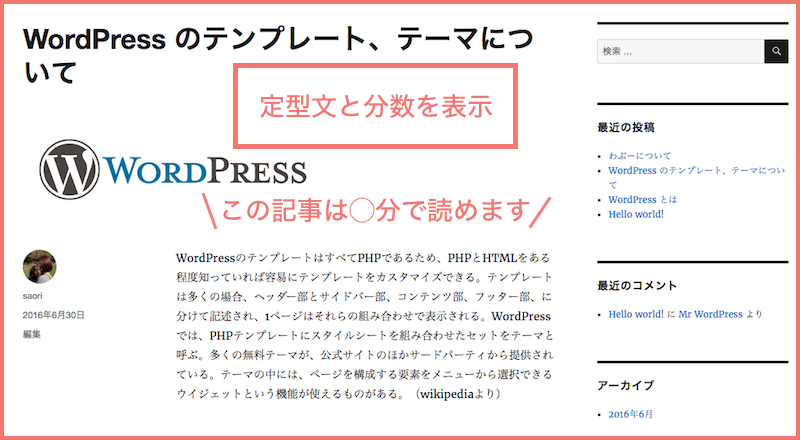 WordPress のテンプレート、テーマにつ
いて
定型文と分数を表示
WORDPRESS
\この記事は◯分で読めます/
saori
2016年6月30日
編集
WordPressのテンプレートはすべてPHPであるため、PHPとHTMLをある
程度知っていれば容易にテンプレートをカスタマイズできる。テンプレート
は多くの場合、ヘッダー部とサイドバー部、コンテンツ部、フッター部、に
分けて記述され、1ページはそれらの組み合わせで表示される。WordPress
では、PHPテンプレートにスタイルシートを組み合わせたセットをテーマと
呼ぶ。多くの無料テーマが、公式サイトのほかサードパーティから提供され
ている。テーマの中には、ページを構成する要素をメニューから選択できる
ウイジェットという機能が使えるものがある。（wikipediaより）
検索 …
最近の投稿
わぷーについて
WordPress のテンプレート、テーマについ
て
WordPress とは
Hello world!
最近のコメント
Hello world! に Mr WordPress より
アーカイブ
2016年6月